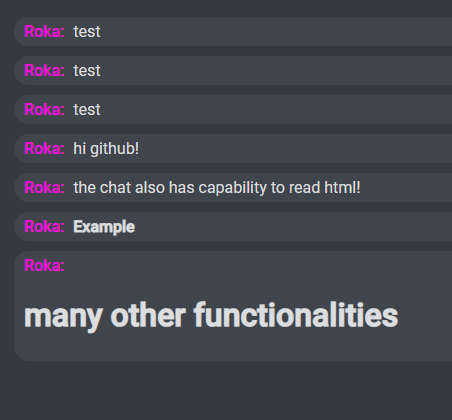 Roka: test
Roka: test
Roka: test
Roka: hi github!
Roka: the chat also has capability to read html!
Roka: Example
Roka:
many other functionalities